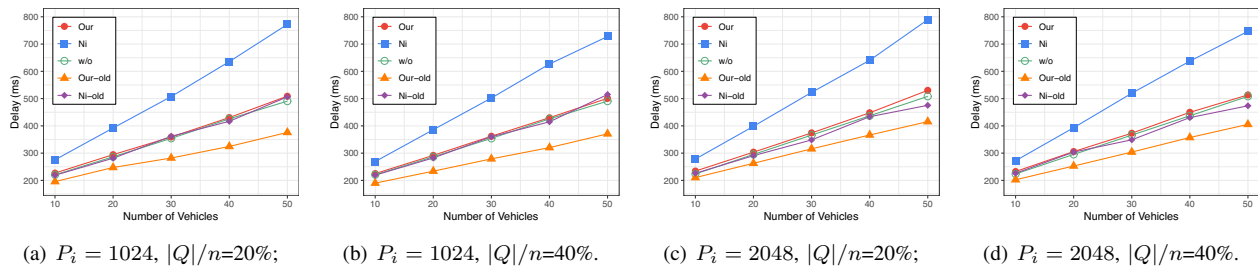 Delay (ms)
800
700
600
500
400
300
200
Our
Ni
w/o
Our-old
Ni-old
10 20 30 40 50
Number of Vehicles
(a) P_i = 1024, |Q|/n=20%;
Delay (ms)
800
700
600
500
400
300
200
Our
Ni
w/o
Our-old
Ni-old
10 20 30 40 50
Number of Vehicles
(b) P_i = 1024, |Q|/n=40%.
Delay (ms)
800
700
600
500
400
300
200
Our
Ni
w/o
Our-old
Ni-old
10 20 30 40 50
Number of Vehicles
(c) P_i = 2048, |Q|/n=20%;
Delay (ms)
800
700
600
500
400
300
200
Our
Ni
w/o
Our-old
Ni-old
10 20 30 40 50
Number of Vehicles
(d) P_i = 2048, |Q|/n=40%.